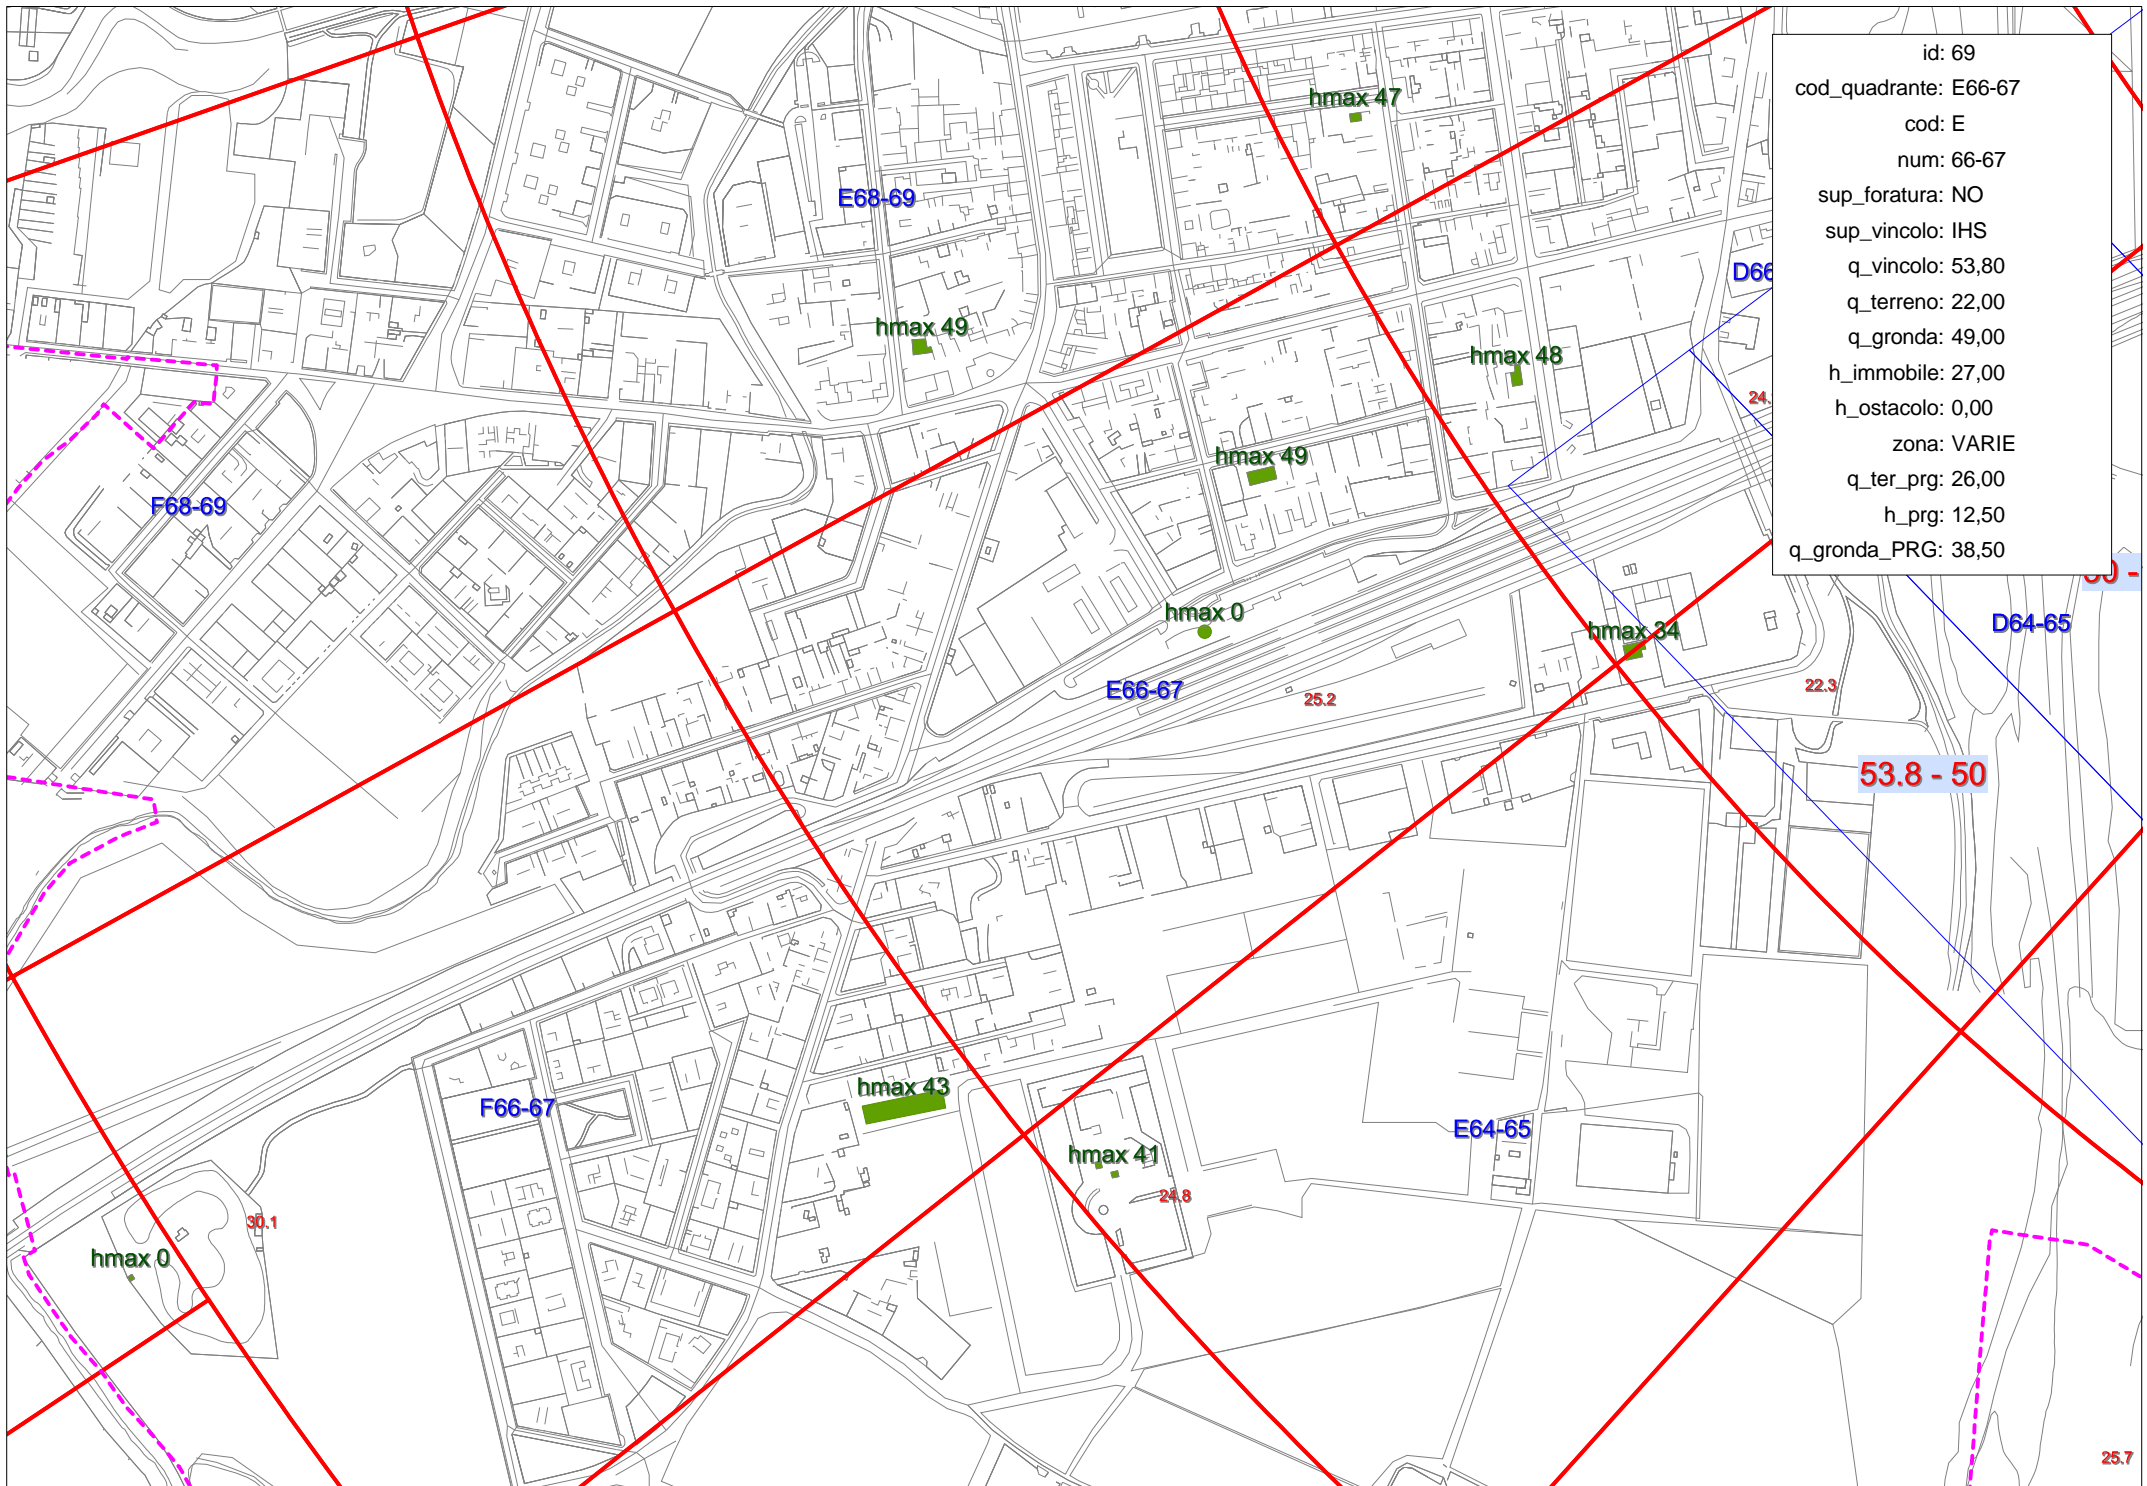 id: 69
cod_quadrante: E66-67
cod: E
num: 66-67
sup_foratura: NO
sup_vincolo: IHS
q_vincolo: 53,80
q_terreno: 22,00
q_gronda: 49,00
h_immobile: 27,00
h_ostacolo: 0,00
zona: VARIE
q_ter_prg: 26,00
h_prg: 12,50
q_gronda_PRG: 38,50
hmax 47
E68-69
D66
hmax 49
hmax 48
24.
hmax 49
F68-69
hmax 0
hmax 34
D64-65
E66-67
25.2
22.3
53.8 - 50
hmax 43
F66-67
E64-65
hmax 41
24.8
30.1
hmax 0
25.7